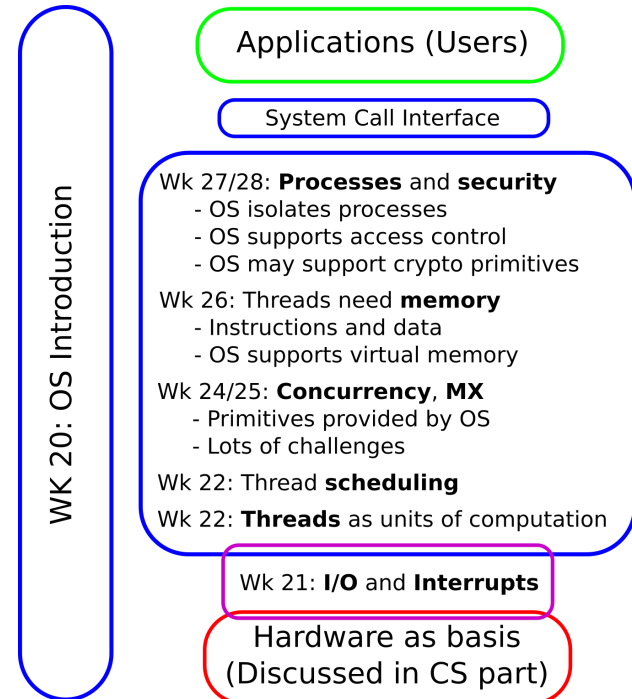 WK 20: OS Introduction
Applications (Users)
System Call Interface
Wk 27/28: Processes and security
- OS isolates processes
- OS supports access control
- OS may support crypto primitives
Wk 26: Threads need memory
- Instructions and data
- OS supports virtual memory
Wk 24/25: Concurrency, MX
- Primitives provided by OS
- Lots of challenges
Wk 22: Thread scheduling
Wk 22: Threads as units of computation
Wk 21: I/O and Interrupts
Hardware as basis
(Discussed in CS part)